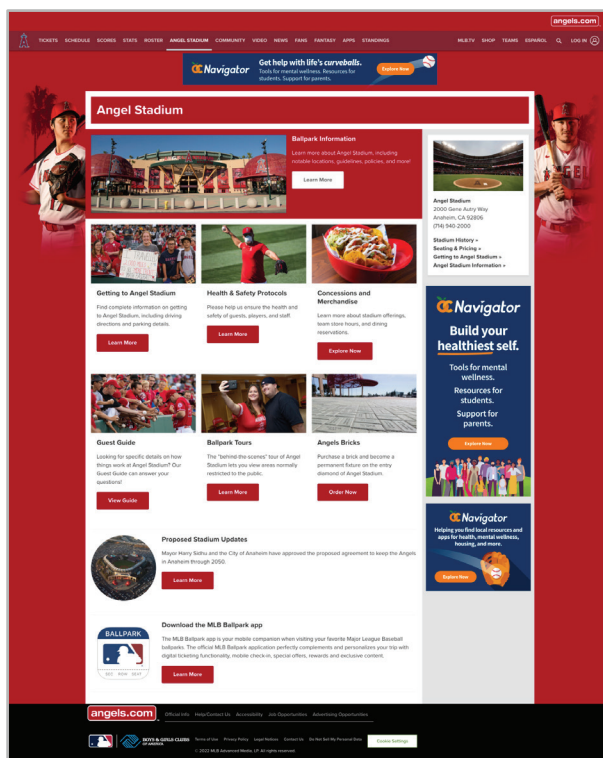 angels.com
TICKETS SCHEDULE SCORES STATS ROSTER ANGEL STADIUM COMMUNITY VIDEO NEWS FANS FANTASY APPS STANDINGS MLB.TV SHOP TEAMS ESPAÑOL LOG IN
OC Navigator
Get help with life's curveballs.
Tools for mental wellness. Resources for
students. Support for parents.
Explore Now
Angel Stadium
Ballpark Information
Learn more about Angel Stadium, including
notable locations, guidelines, policies, and more!
Learn More
Angel Stadium
2000 Gene Autry Way
Anaheim, CA 92806
(714) 940-2000
Stadium History »
Seating & Pricing »
Getting to Angel Stadium »
Angel Stadium Information »
Getting to Angel Stadium
Find complete information on getting
to Angel Stadium, including driving
directions and parking details.
Learn More
Health & Safety Protocols
Please help us ensure the health and
safety of guests, players, and staff.
Learn More
Concessions and
Merchandise
Learn more about stadium offerings,
team store hours, and dining
reservations.
Explore Now
Guest Guide
Looking for specific details on how
things work at Angel Stadium? Our
Guest Guide can answer your
questions!
View Guide
Ballpark Tours
The "behind-the-scenes" tour of Angel
Stadium lets you view areas normally
restricted to the public.
Learn More
Angels Bricks
Purchase a brick and become a
permanent fixture on the entry
diamond of Angel Stadium.
Order Now
OC Navigator
Build your
healthiest self.
Tools for mental
wellness.
Resources for
students.
Support for
parents.
Explore Now
OC Navigator
Helping you find local resources and
apps for health, mental wellness,
housing, and more.
Explore Now
Proposed Stadium Updates
Mayor Harry Sidhu and the City of Anaheim have approved the proposed agreement to keep the Angels
in Anaheim through 2050.
Learn More
BALLPARK
SEC ROW SEAT
Download the MLB Ballpark app
The MLB Ballpark app is your mobile companion when visiting your favorite Major League Baseball
ballparks. The official MLB Ballpark application perfectly complements and personalizes your trip with
digital ticketing functionality, mobile check-in, special offers, rewards and exclusive content.
Learn More
angels.com
Official Info Help/Contact Us Accessibility Job Opportunities Advertising Opportunities
BOYS & GIRLS CLUBS
OF AMERICA
Terms of Use Privacy Policy Legal Notices Contact Us Do Not Sell My Personal Data
Cookie Settings
© 2022 MLB Advanced Media, LP. All rights reserved.